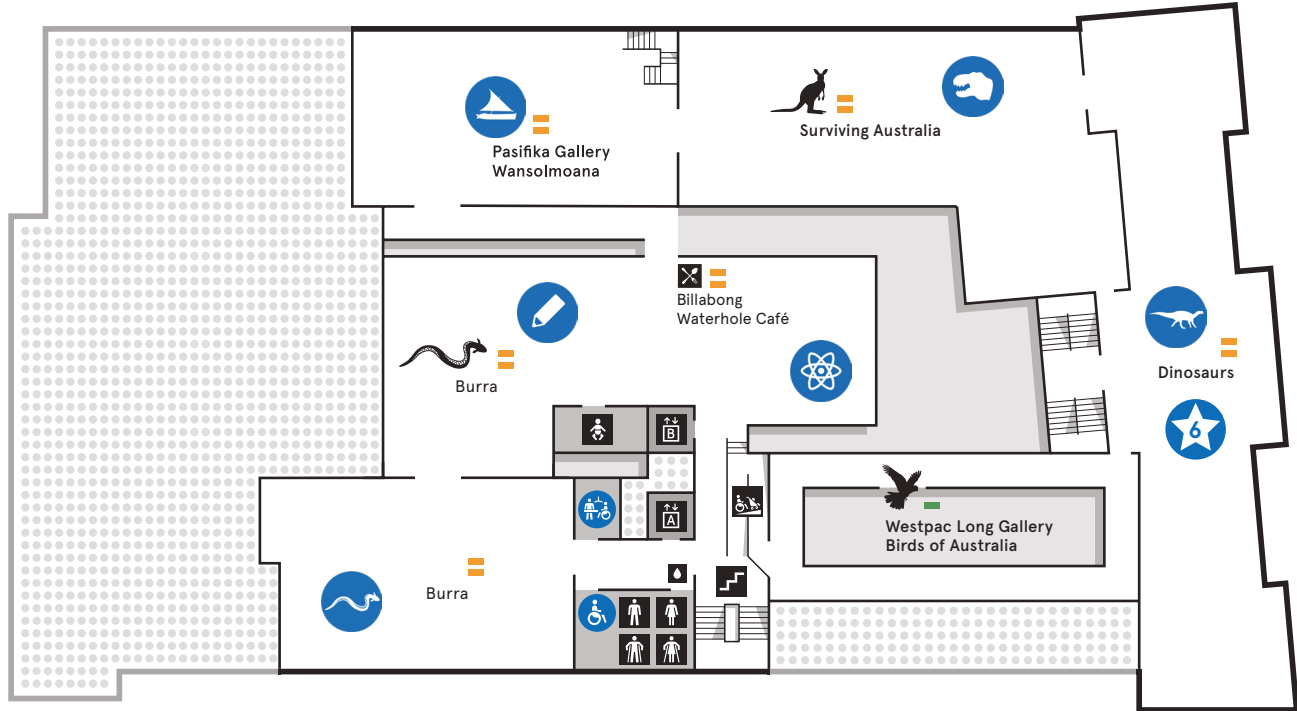 Surviving Australia
Pasifika Gallery
Wansolmoana
Billabong
Waterhole Café
Burra
Dinosaurs
6
B
A
Westpac Long Gallery
Birds of Australia
Burra